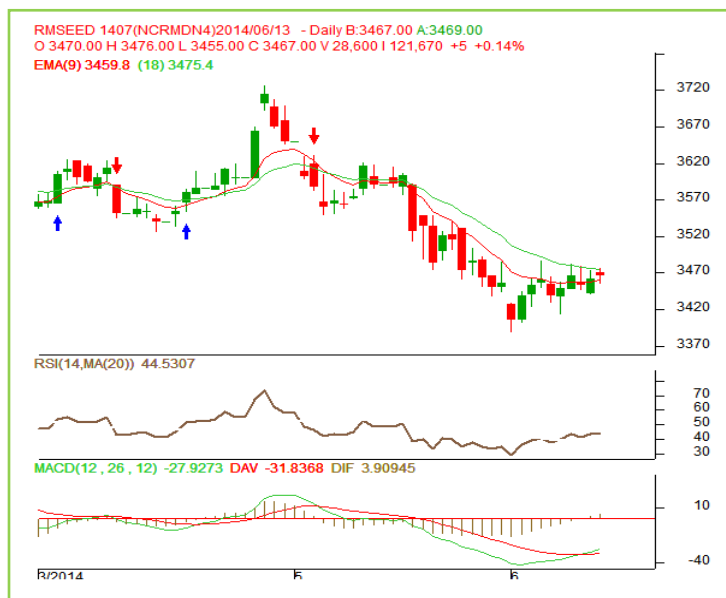 RMSEED 1407(NCRMDN4)2014/06/13 - Daily B:3467.00 A:3469.00
O 3470.00 H 3476.00 L 3455.00 C 3467.00 V 28,600 I 121,670 +5 +0.14%
EMA(9) 3459.8 (18) 3475.4
3720
3670
3620
3570
3520
3470
3420
3370
RSI(14,MA(20)) 44.5307
70
60
50
40
30
MACD(12 , 26 , 12) -27.9273 DAV -31.8368 DIF 3.90945
10
-40
3/2014 5 6